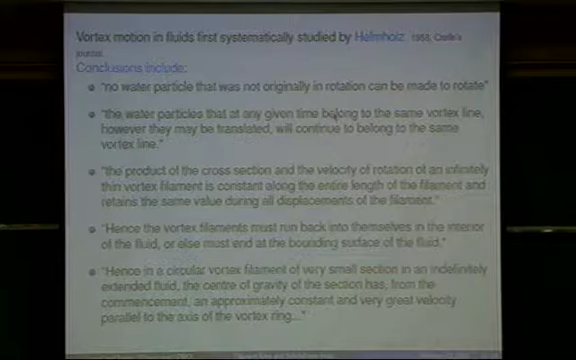 Vortex motion in fluids first systematically studied by Helmholz 1858, Crelle's
journal.
Conclusions include:
"no water particle that was not originally in rotation can be made to rotate"
"the water particles that at any given time belong to the same vortex line,
however they may be translated, will continue to belong to the same
vortex line."
"the product of the cross section and the velocity of rotation of an infinitely
thin vortex filament is constant along the entire length of the filament and
retains the same value during all displacements of the filament."
"Hence the vortex filaments must run back into themselves in the interior
of the fluid, or else must end at the bounding surface of the fluid."
"Hence in a circular vortex filament of very small section in an indefinitely
extended fluid, the centre of gravity of the section has, from the
commencement, an approximately constant and very great velocity
parallel to the axis of the vortex ring..."